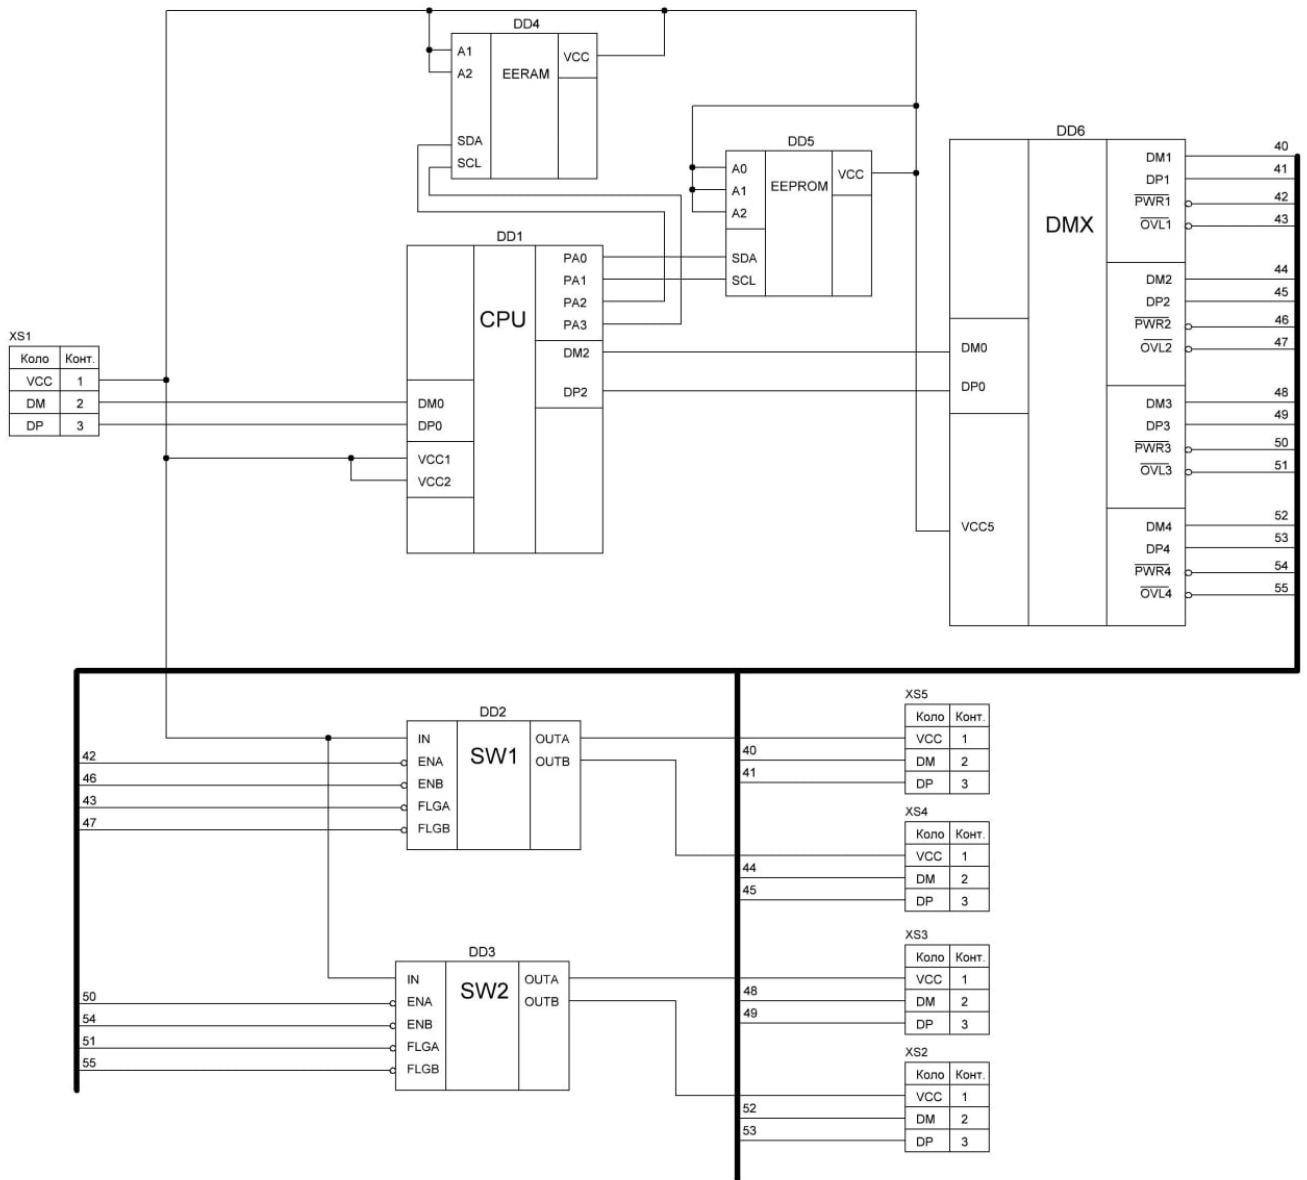 DD4
A1
A2
SDA
SCL
EERAM
VCC
DD5
A0
A1
A2
SDA
SCL
EEPROM
VCC
DD6
DM0
DP0
VCC5
DMX
DM1
DP1
PWR1
OVL1
DM2
DP2
PWR2
OVL2
DM3
DP3
PWR3
OVL3
DM4
DP4
PWR4
OVL4
40
41
42
43
44
45
46
47
48
49
50
51
52
53
54
55
DD1
DM0
DP0
VCC1
VCC2
CPU
PA0
PA1
PA2
PA3
DM2
DP2
XS1
Коло Конт.
VCC 1
DM 2
DP 3
DD2
IN
ENA
ENB
FLGA
FLGB
SW1
OUTA
OUTB
42
46
43
47
DD3
IN
ENA
ENB
FLGA
FLGB
SW2
OUTA
OUTB
50
54
51
55
XS5
Коло Конт.
VCC 1
40 DM 2
41 DP 3
XS4
Коло Конт.
VCC 1
44 DM 2
45 DP 3
XS3
Коло Конт.
VCC 1
48 DM 2
49 DP 3
XS2
Коло Конт.
VCC 1
52 DM 2
53 DP 3